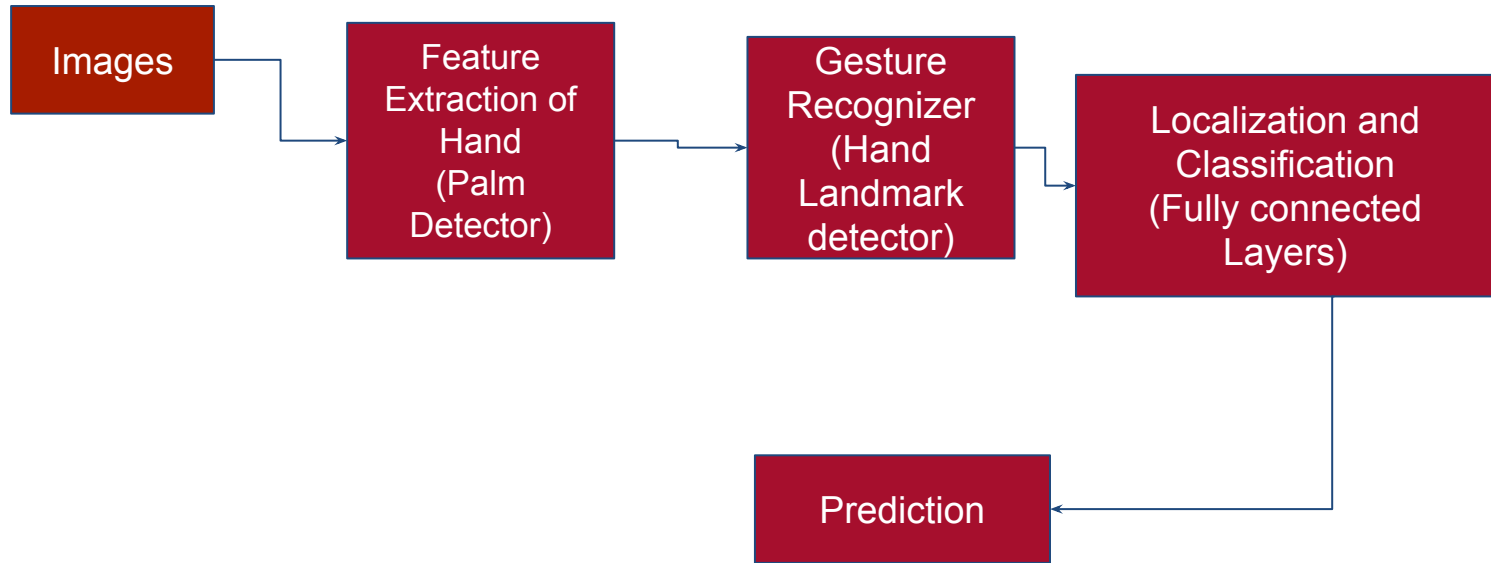 Images
Feature
Extraction of
Hand
(Palm
Detector)
Gesture
Recognizer
(Hand
Landmark
detector)
Localization and
Classification
(Fully connected
Layers)
Prediction